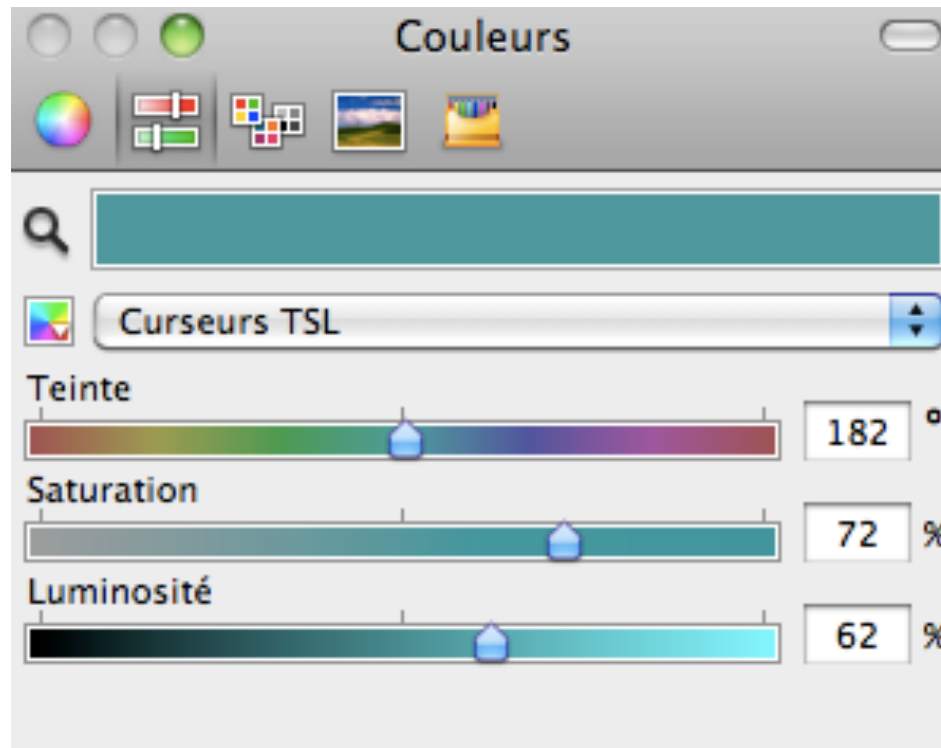 Couleurs
Curseurs TSL
Teinte
182 °
Saturation
72 %
Luminosité
62 %